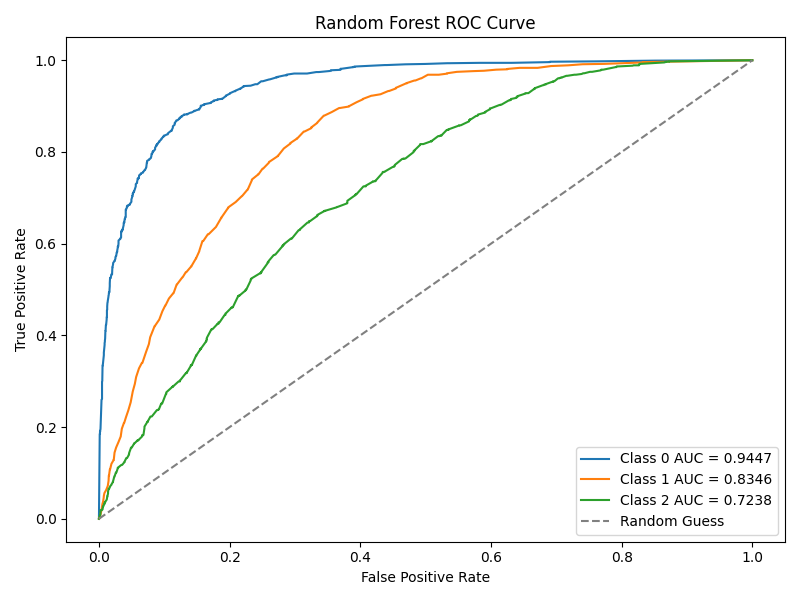 Random Forest ROC Curve
True Positive Rate
1.0
0.8
0.6
0.4
0.2
0.0
Class 0 AUC = 0.9447
Class 1 AUC = 0.8346
Class 2 AUC = 0.7238
Random Guess
0.0 0.2 0.4 0.6 0.8 1.0
False Positive Rate